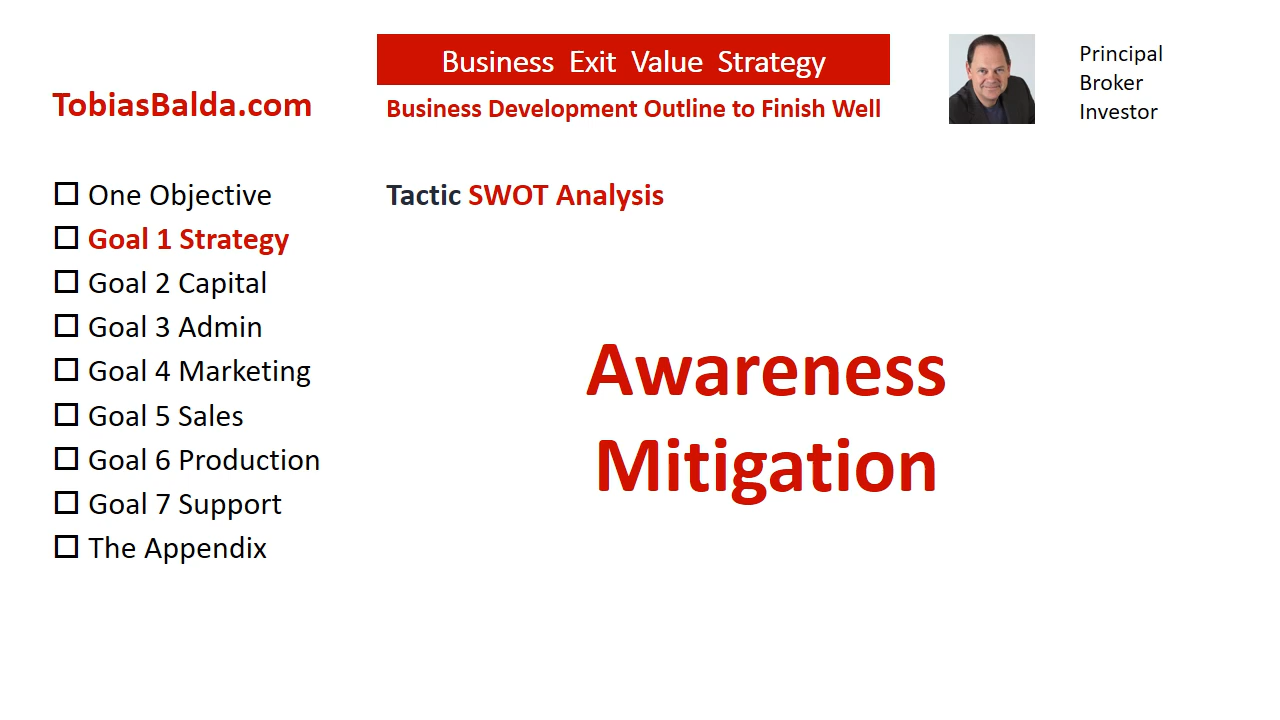 Business Exit Value Strategy
TobiasBalda.com
Business Development Outline to Finish Well
Principal
Broker
Investor
One Objective
Goal 1 Strategy
Goal 2 Capital
Goal 3 Admin
Goal 4 Marketing
Goal 5 Sales
Goal 6 Production
Goal 7 Support
The Appendix
Tactic SWOT Analysis
Awareness
Mitigation